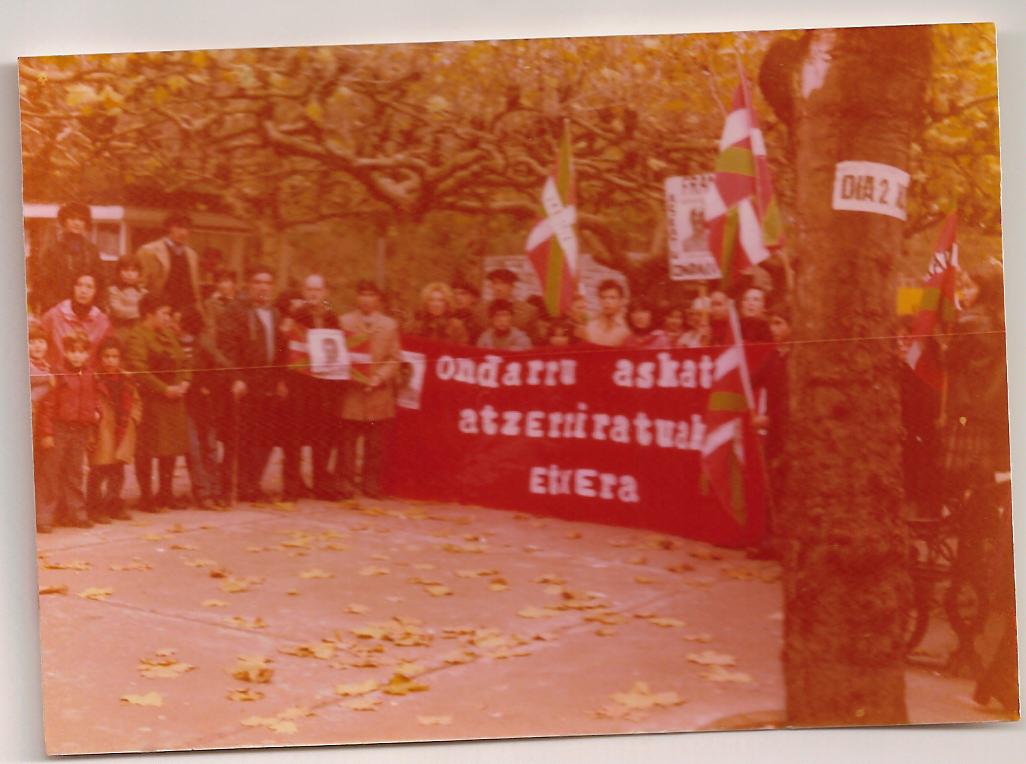 DIA 2
ondarru askat
atzerriratuak
EtxEra